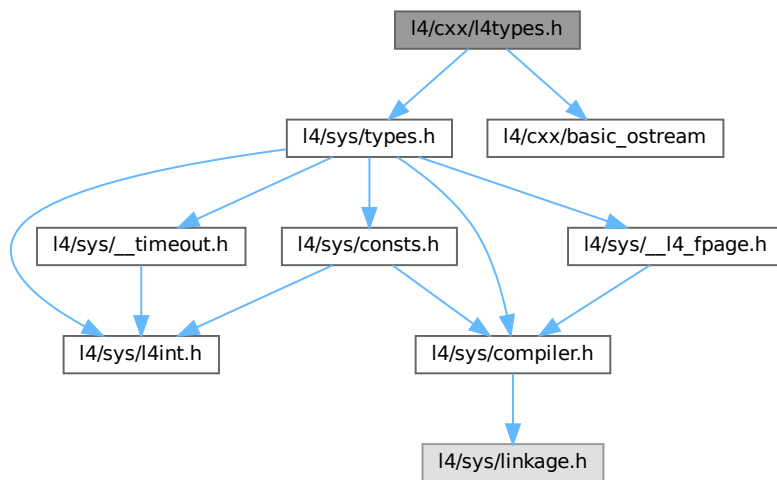 l4/cxx/l4types.h
l4/sys/types.h
l4/cxx/basic_ostream
l4/sys/__timeout.h
l4/sys/consts.h
l4/sys/__l4_fpage.h
l4/sys/l4int.h
l4/sys/compiler.h
l4/sys/linkage.h